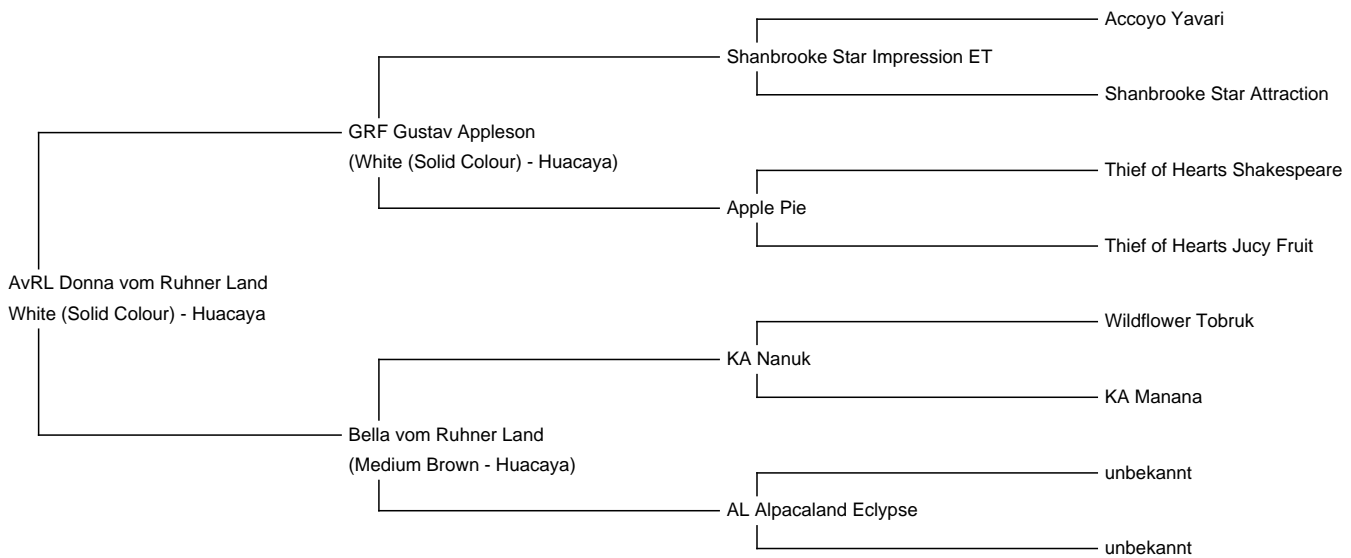 Accoyo Yavari
Shanbrooke Star Impression ET
Shanbrooke Star Attraction
GRF Gustav Appleson
(White (Solid Colour) - Huacaya)
Thief of Hearts Shakespeare
Apple Pie
Thief of Hearts Jucy Fruit
AvRL Donna vom Ruhner Land
White (Solid Colour) - Huacaya
Wildflower Tobruk
KA Nanuk
KA Manana
Bella vom Ruhner Land
(Medium Brown - Huacaya)
unbekannt
AL Alpacaland Eclypse
unbekannt